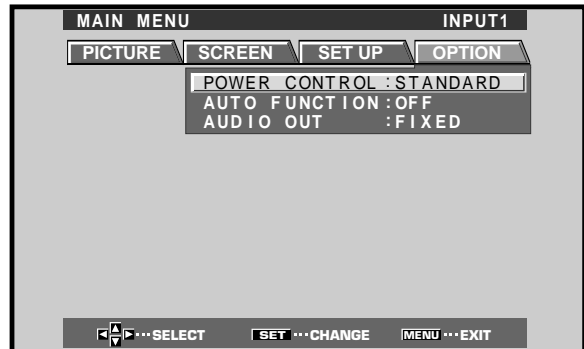 MAIN MENU INPUT1
PICTURE SCREEN SET UP OPTION
POWER CONTROL :STANDARD
AUTO FUNCTION :OFF
AUDIO OUT :FIXED
◀▲▼▶ ···SELECT SET ···CHANGE MENU ···EXIT